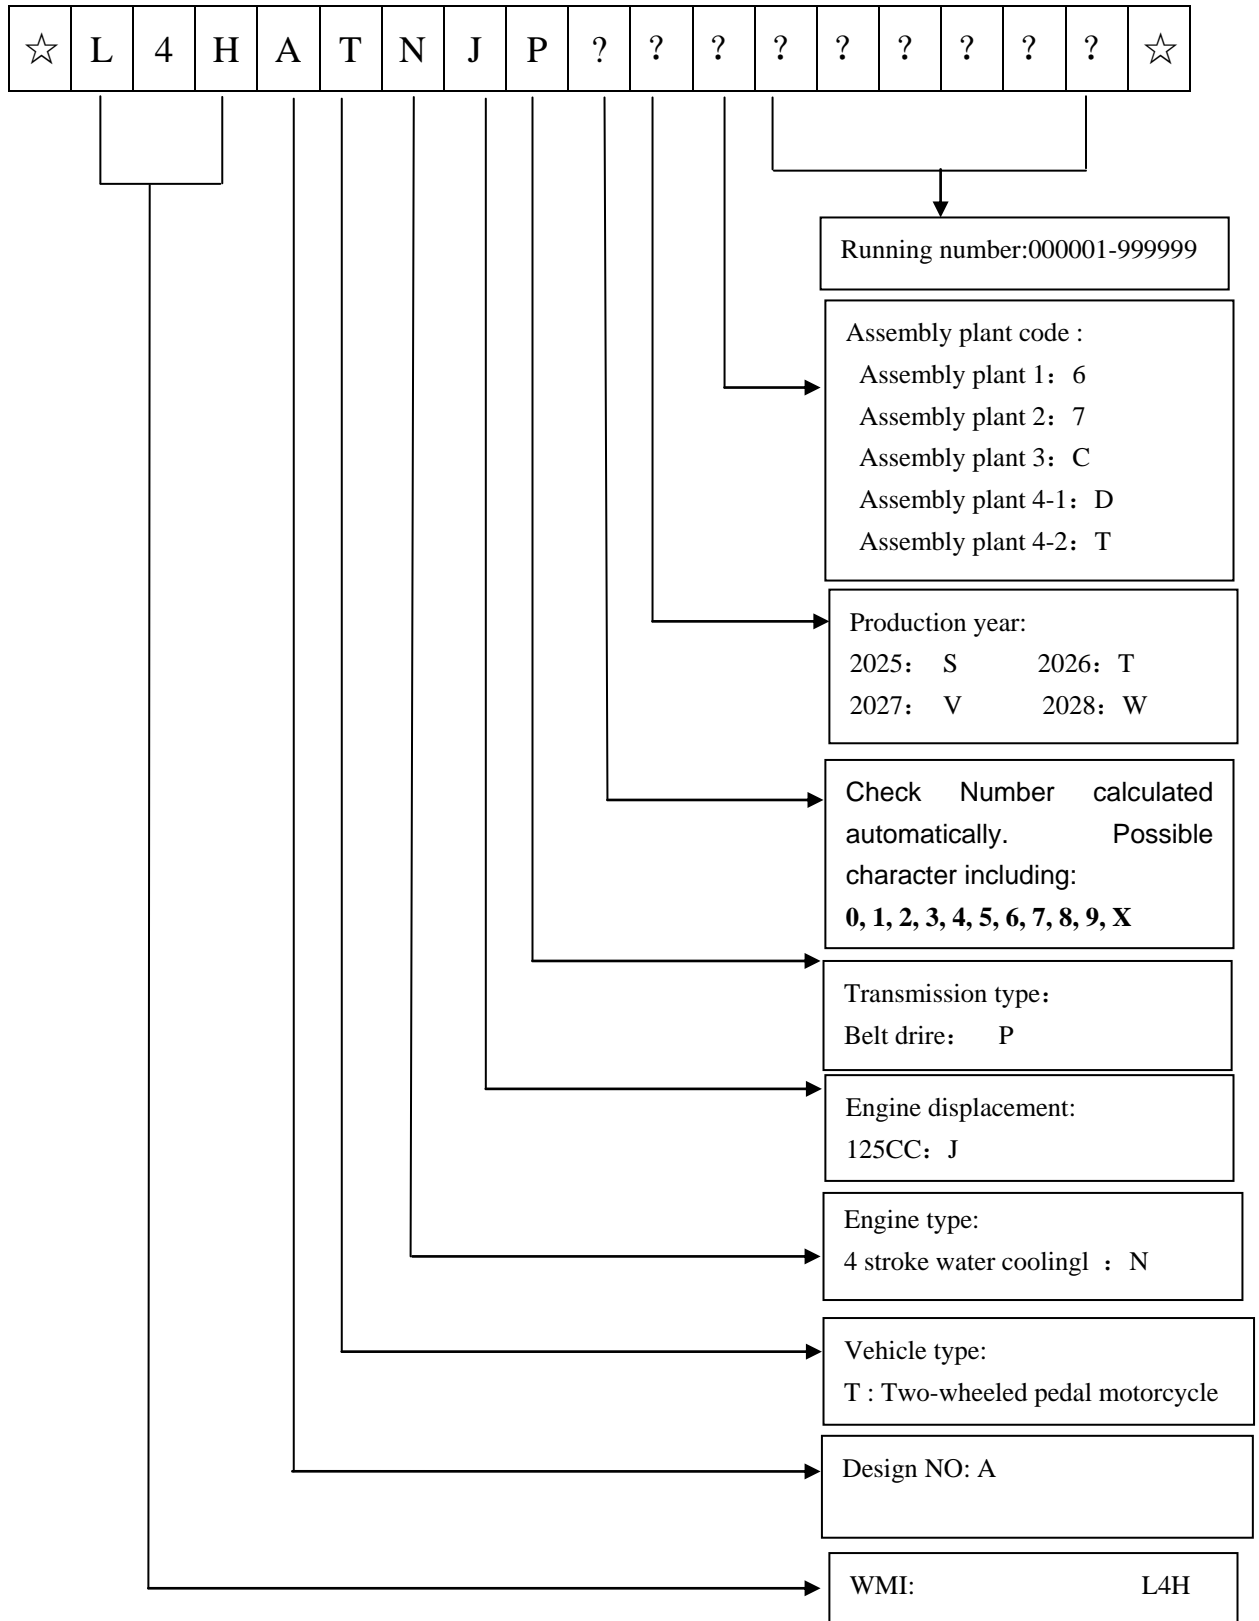 ☆ L 4 H A T N J P ? ? ? ? ? ? ? ? ? ☆
Running number:000001-999999
Assembly plant code :
Assembly plant 1：6
Assembly plant 2：7
Assembly plant 3：C
Assembly plant 4-1：D
Assembly plant 4-2：T
Production year:
2025： S 2026：T
2027： V 2028：W
Check Number calculated
automatically. Possible
character including:
0, 1, 2, 3, 4, 5, 6, 7, 8, 9, X
Transmission type：
Belt drire： P
Engine displacement:
125CC：J
Engine type:
4 stroke water coolingl ：N
Vehicle type:
T : Two-wheeled pedal motorcycle
Design NO: A
WMI: L4H